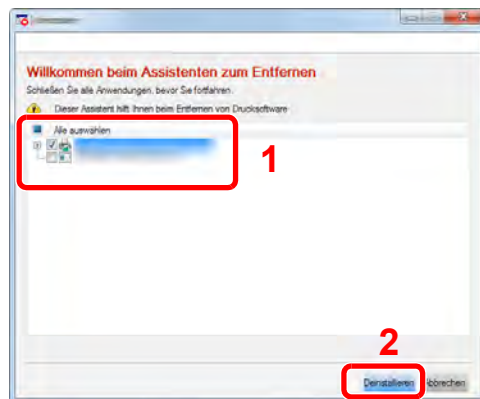 Willkommen beim Assistenten zum Entfernen
Schließen Sie alle Anwendungen, bevor Sie fortfahren.
Dieser Assistent hilft Ihnen beim Entfernen von Drucksoftware
Alle auswählen
1
2
Deinstallieren
Abbrechen